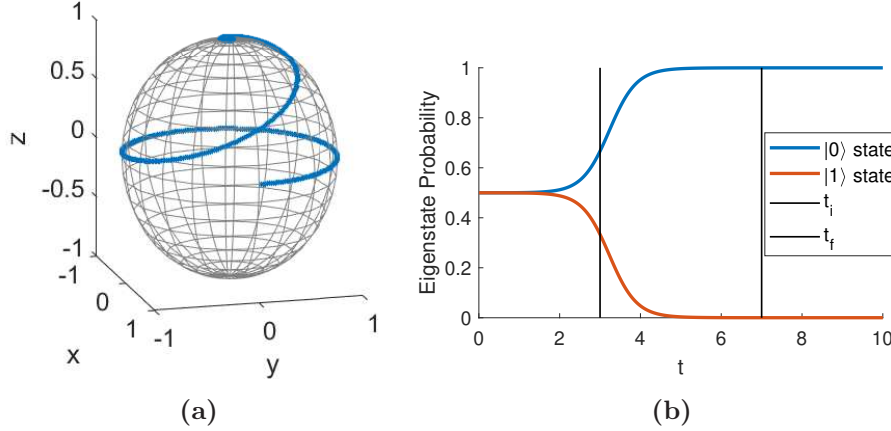 1
0.5
0
-0.5
-1
z
-1
0
1
x
-1
0
1
y
(a)
1
0.8
0.6
0.4
0.2
0
Eigenstate Probability
0 2 4 6 8 10
t
|0⟩ state
|1⟩ state
t_i
t_f
(b)